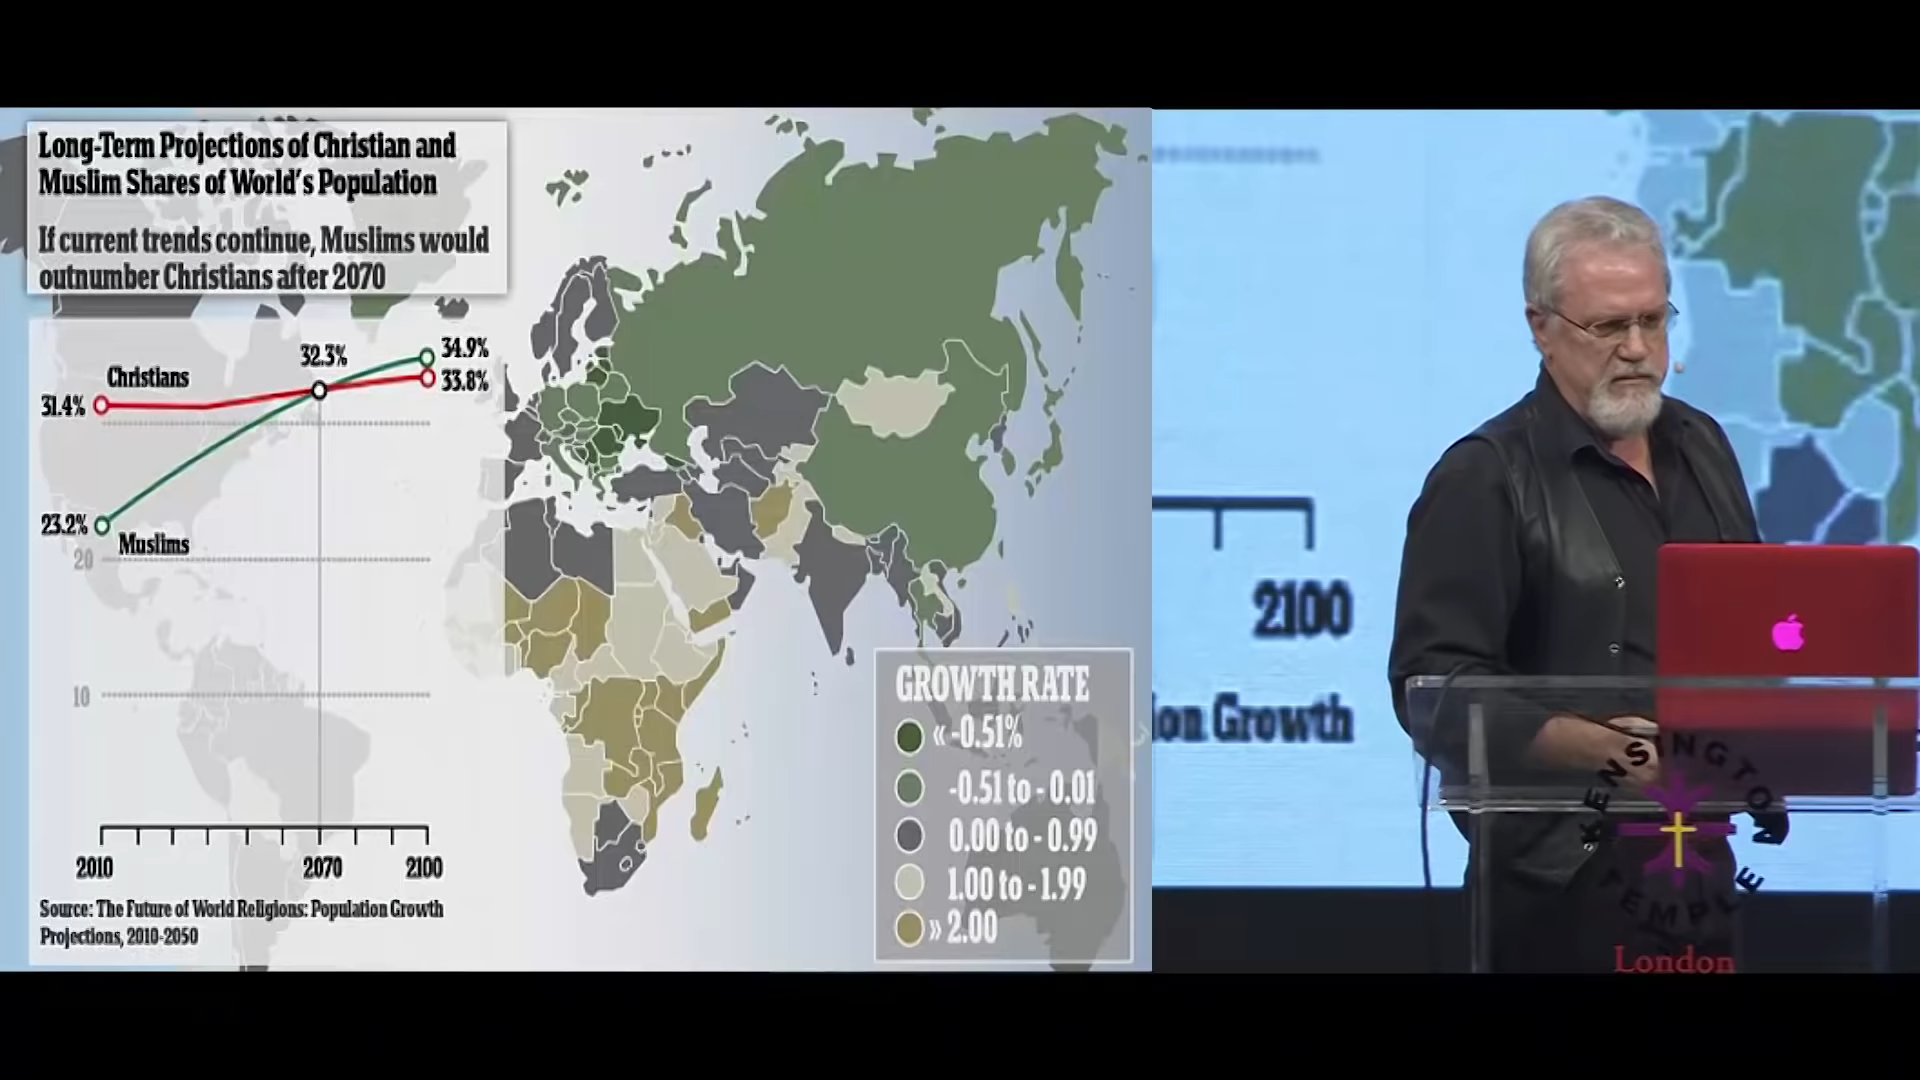 Long-Term Projections of Christian and
Muslim Shares of World's Population
If current trends continue, Muslims would
outnumber Christians after 2070
32.3%
34.9%
Christians
33.8%
31.4%
23.2%
Muslims
20
10
2010
2070
2100
Source: The Future of World Religions: Population Growth
Projections, 2010-2050
GROWTH RATE
« -0.51%
-0.51 to - 0.01
0.00 to - 0.99
1.00 to - 1.99
» 2.00
2100
ion Growth
KENSINGTON
TEMPLE
London